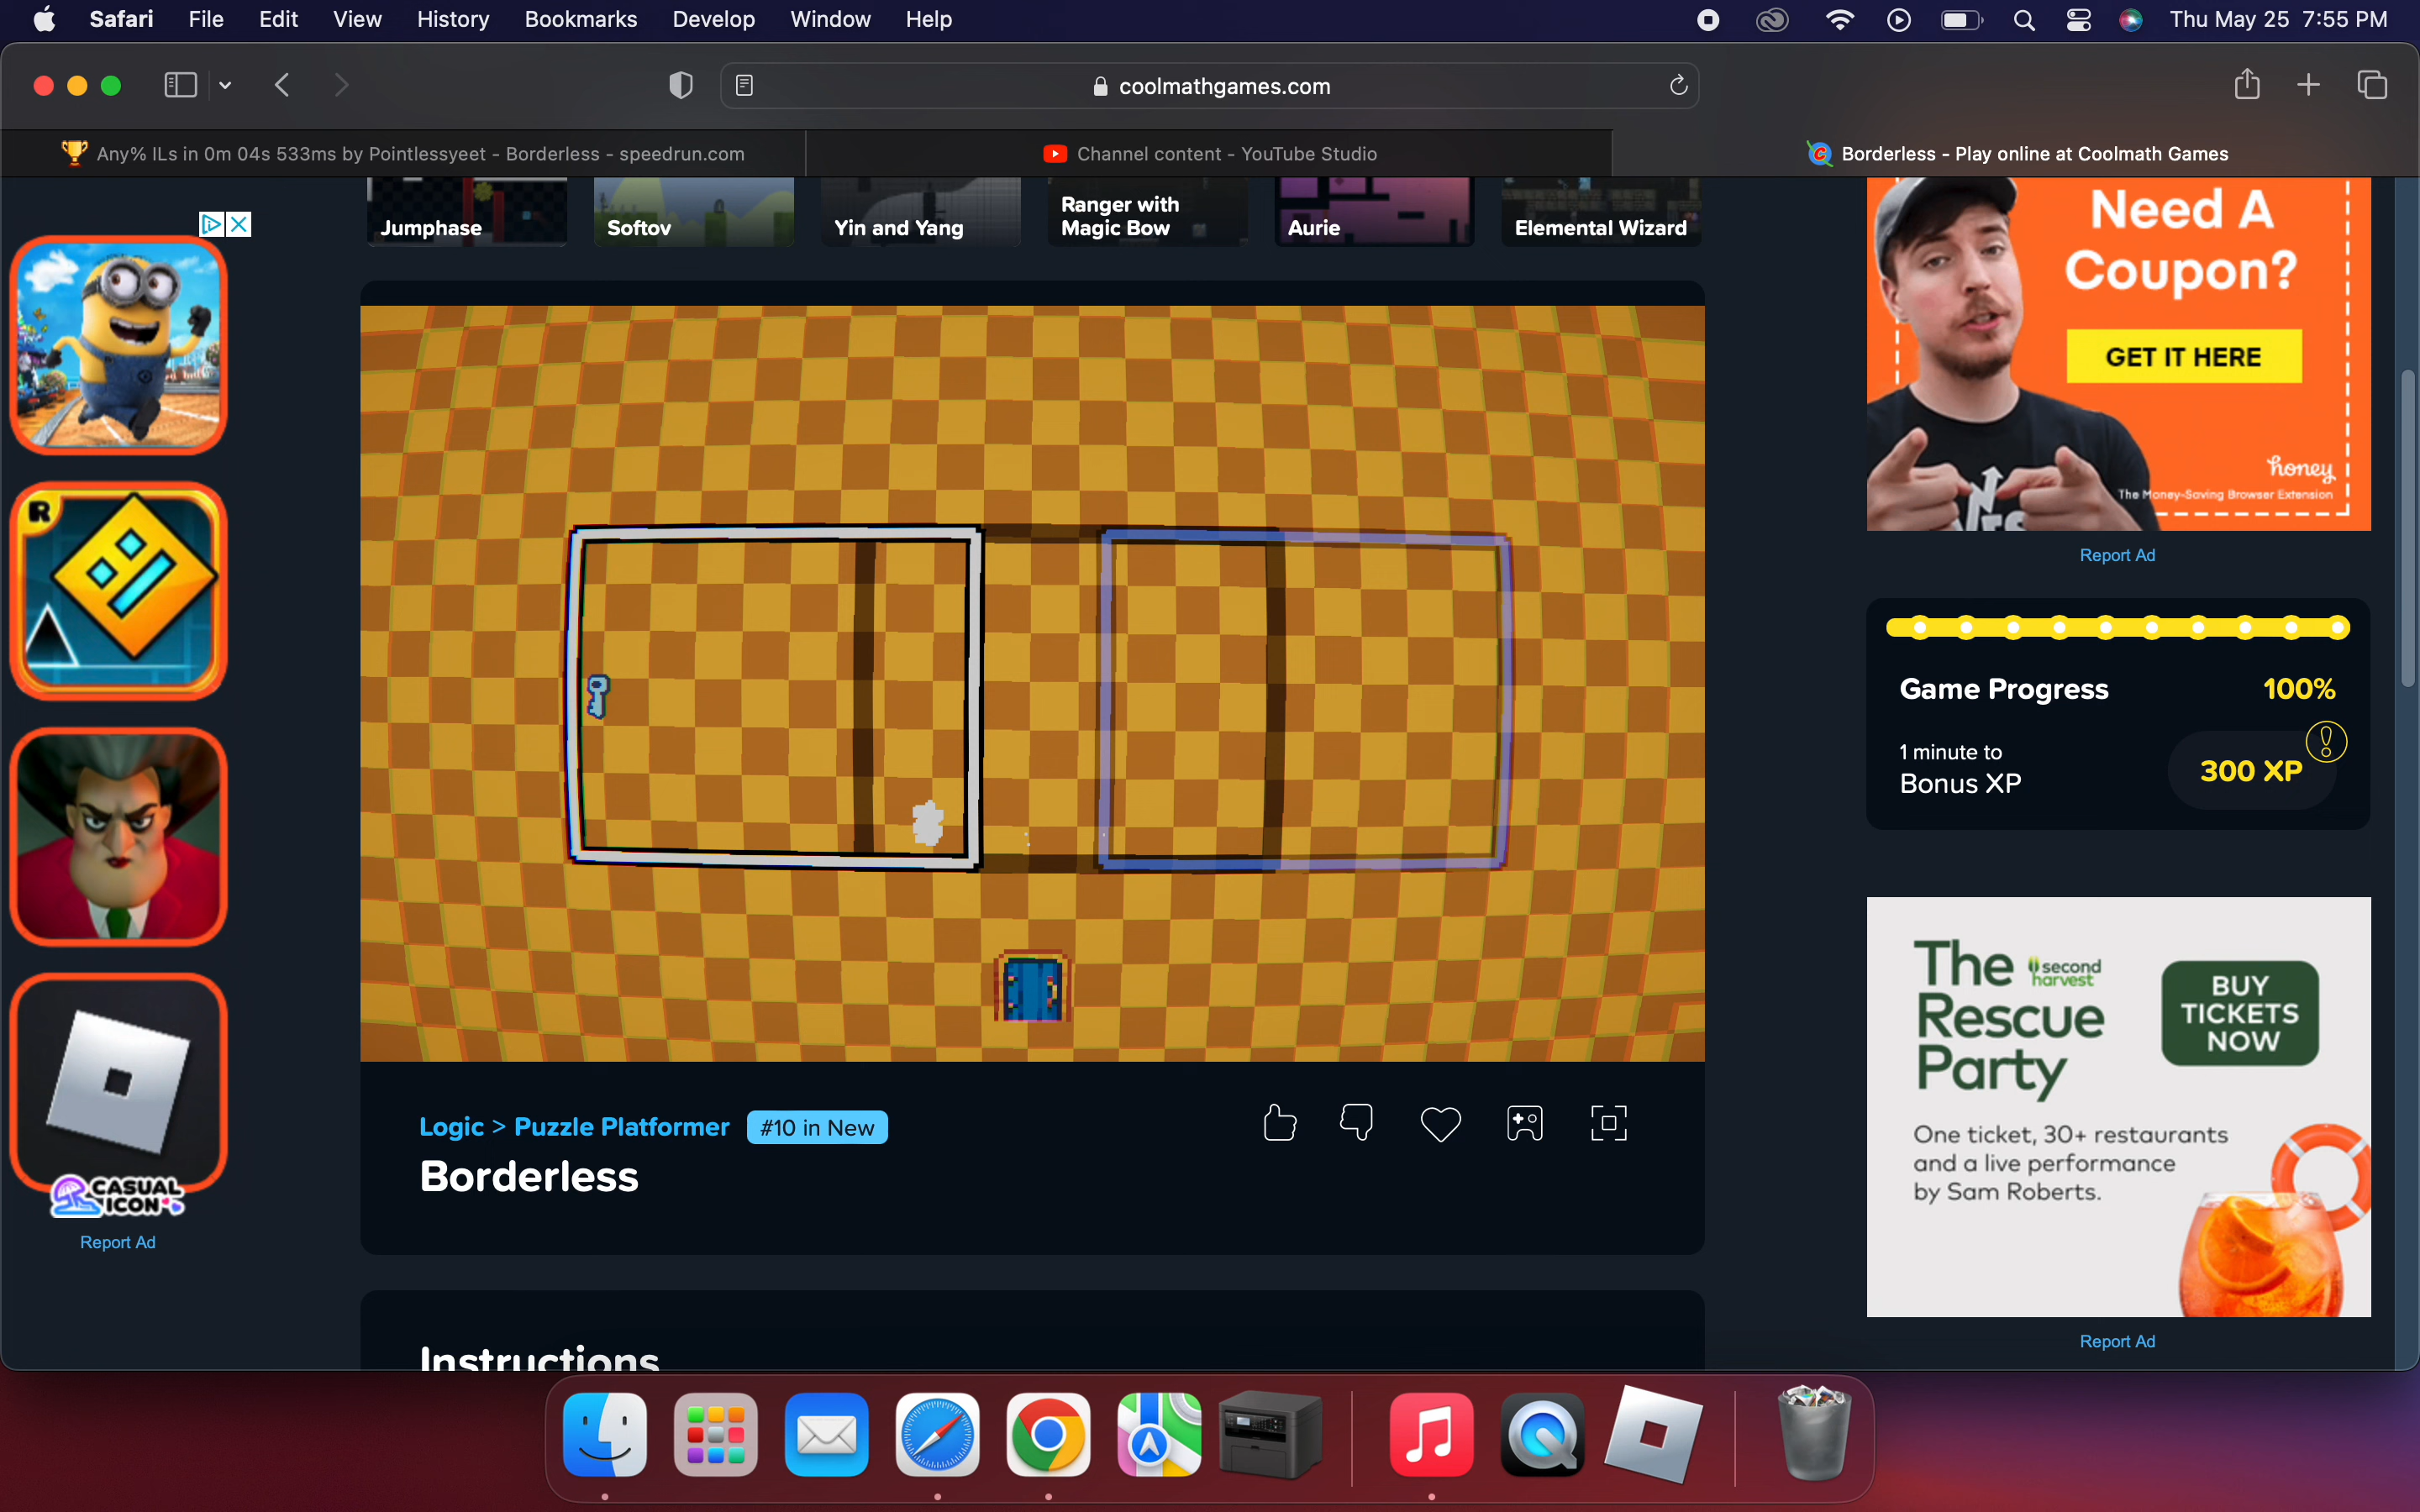 Safari File Edit View History Bookmarks Develop Window Help Thu May 25 7:55 PM
coolmathgames.com
Any% ILs in 0m 04s 533ms by Pointlessyeet - Borderless - speedrun.com
Channel content - YouTube Studio
Borderless - Play online at Coolmath Games
Jumphase
Softov
Yin and Yang
Ranger with
Magic Bow
Aurie
Elemental Wizard
R
CASUAL
ICON
Report Ad
Need A
Coupon?
GET IT HERE
honey
The Money-Saving Browser Extension
Report Ad
Game Progress 100%
1 minute to
Bonus XP
300 XP
The
Rescue
Party
second
harvest
BUY
TICKETS
NOW
One ticket, 30+ restaurants
and a live performance
by Sam Roberts.
Report Ad
Logic > Puzzle Platformer #10 in New
Borderless
Instructions